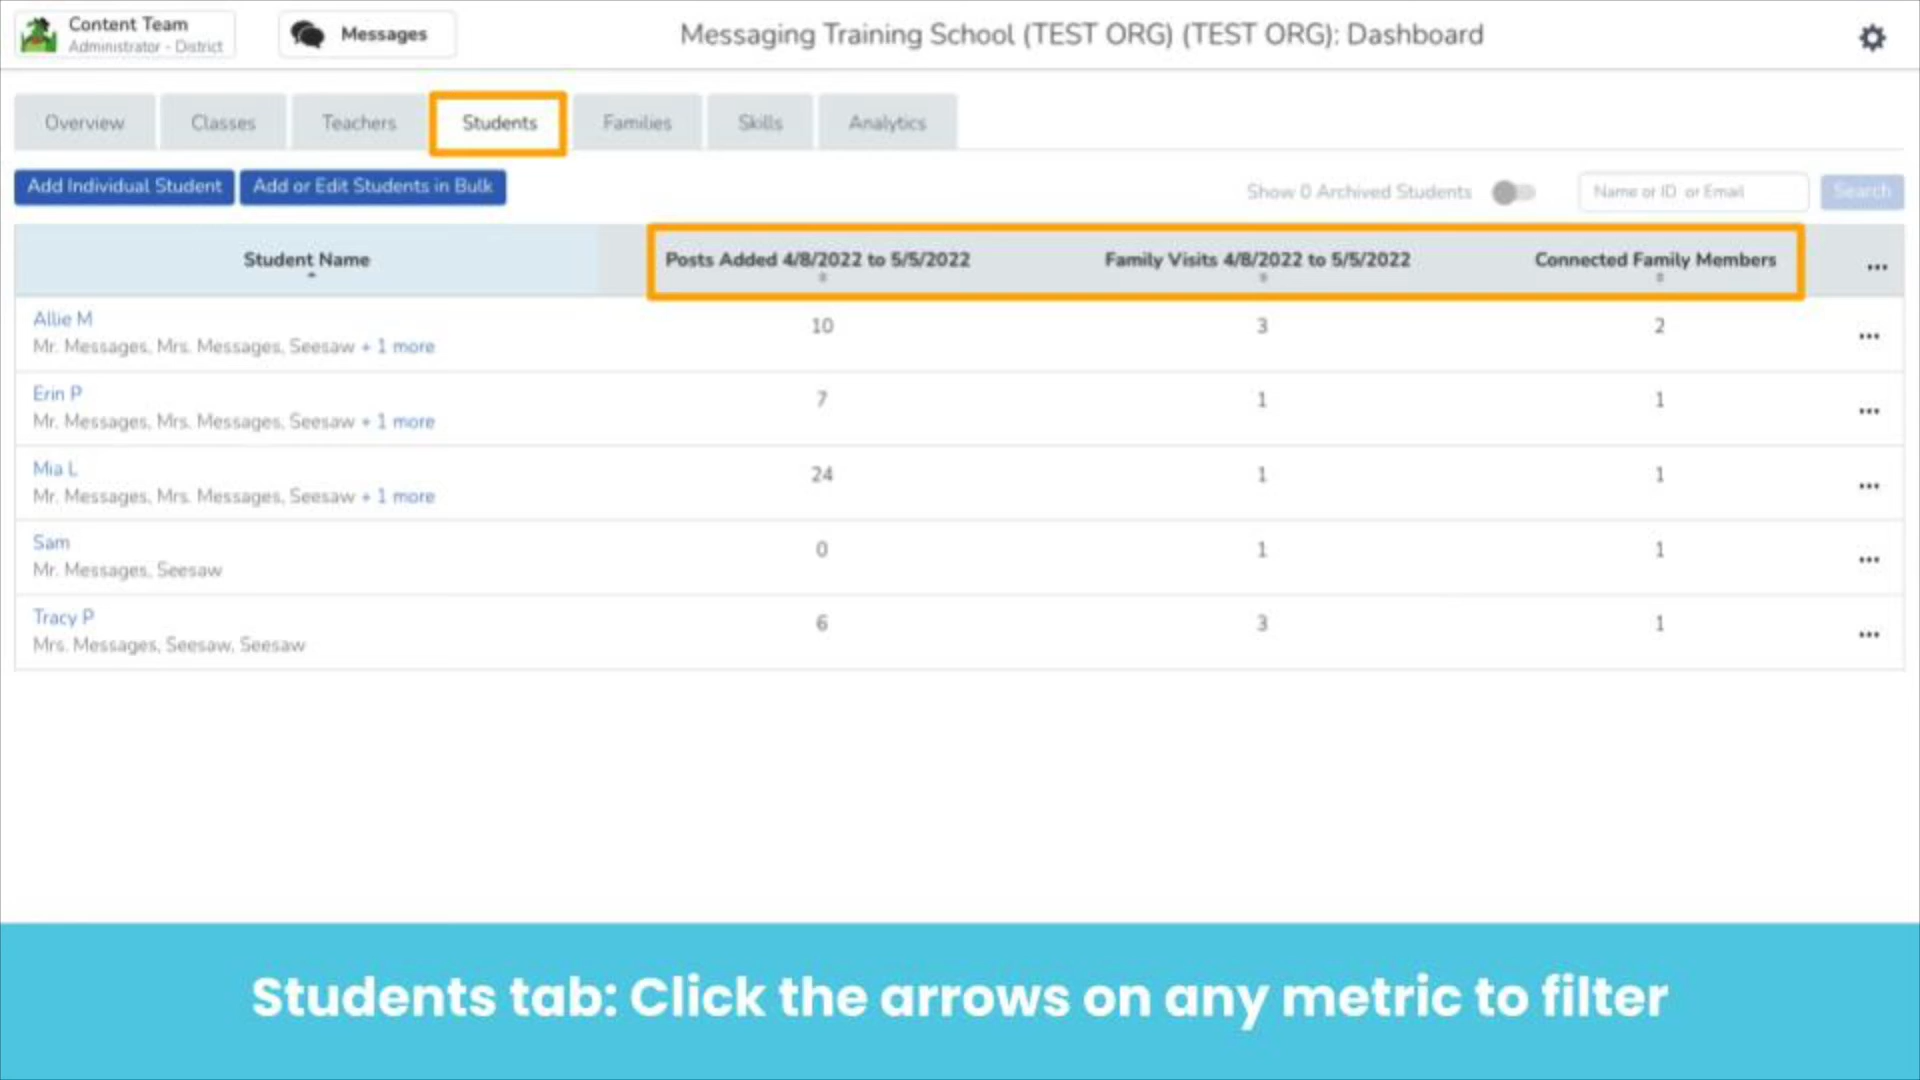 Content Team
Administrator - District
Messages
Messaging Training School (TEST ORG) (TEST ORG): Dashboard
Overview
Classes
Teachers
Students
Families
Skills
Analytics
Add Individual Student
Add or Edit Students in Bulk
Show 0 Archived Students
Name or ID or Email
Search
Student Name
Posts Added 4/8/2022 to 5/5/2022
Family Visits 4/8/2022 to 5/5/2022
Connected Family Members
...
Allie M
10
3
2
...
Mr. Messages, Mrs. Messages, Seesaw + 1 more
Erin P
7
1
1
...
Mr. Messages, Mrs. Messages, Seesaw + 1 more
Mia L
24
1
1
...
Mr. Messages, Mrs. Messages, Seesaw + 1 more
Sam
0
1
1
...
Mr. Messages, Seesaw
Tracy P
6
3
1
...
Mrs. Messages, Seesaw, Seesaw
Students tab: Click the arrows on any metric to filter